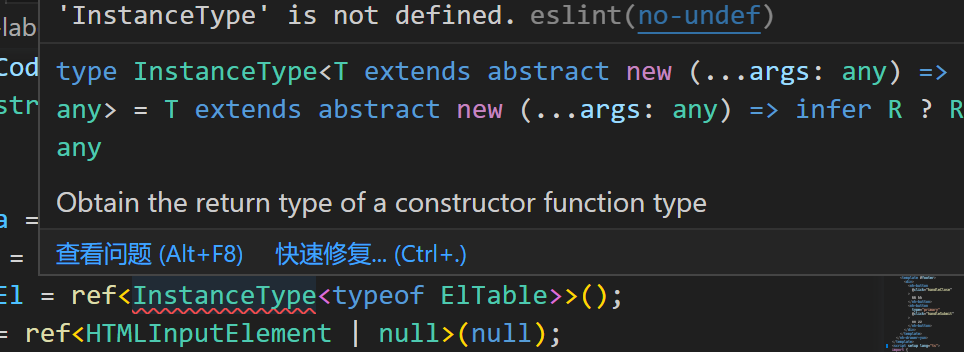 'InstanceType' is not defined. eslint(no-undef)
-lab
type InstanceType<T extends abstract new (...args: any) =>
Cod
any> = T extends abstract new (...args: any) => infer R ? R
str
any
Obtain the return type of a constructor function type
a =
查看问题 (Alt+F8) 快速修复... (Ctrl+.)
=
El = ref<InstanceType<typeof ElTable>>();
= ref<HTMLInputElement | null>(null);